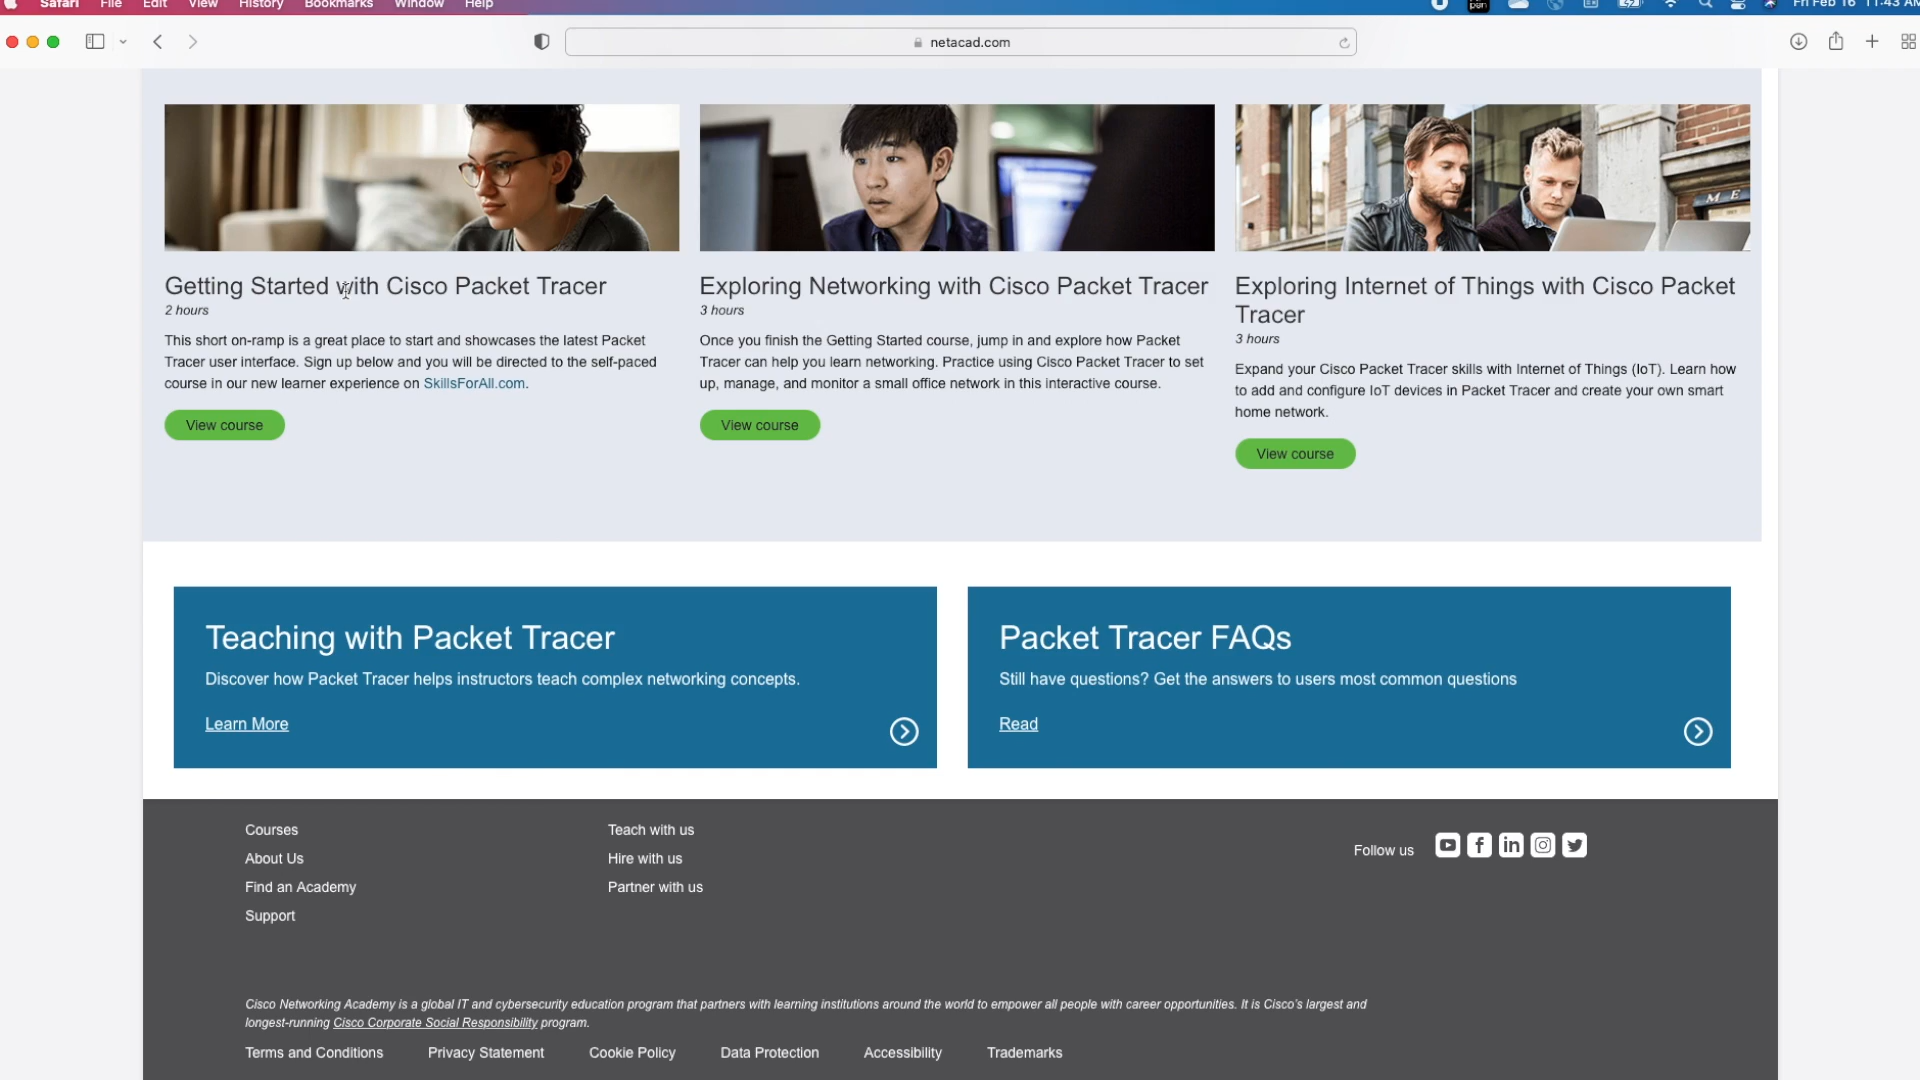 Safari File Edit View History Bookmarks Window Help
pen Fri Feb 16 11:43 AM
netacad.com
M E
Getting Started with Cisco Packet Tracer
2 hours
This short on-ramp is a great place to start and showcases the latest Packet
Tracer user interface. Sign up below and you will be directed to the self-paced
course in our new learner experience on SkillsForAll.com.
View course
Exploring Networking with Cisco Packet Tracer
3 hours
Once you finish the Getting Started course, jump in and explore how Packet
Tracer can help you learn networking. Practice using Cisco Packet Tracer to set
up, manage, and monitor a small office network in this interactive course.
View course
Exploring Internet of Things with Cisco Packet
Tracer
3 hours
Expand your Cisco Packet Tracer skills with Internet of Things (IoT). Learn how
to add and configure IoT devices in Packet Tracer and create your own smart
home network.
View course
Teaching with Packet Tracer
Discover how Packet Tracer helps instructors teach complex networking concepts.
Learn More
Packet Tracer FAQs
Still have questions? Get the answers to users most common questions
Read
Courses
About Us
Find an Academy
Support
Teach with us
Hire with us
Partner with us
Follow us
Cisco Networking Academy is a global IT and cybersecurity education program that partners with learning institutions around the world to empower all people with career opportunities. It is Cisco's largest and
longest-running Cisco Corporate Social Responsibility program.
Terms and Conditions Privacy Statement Cookie Policy Data Protection Accessibility Trademarks